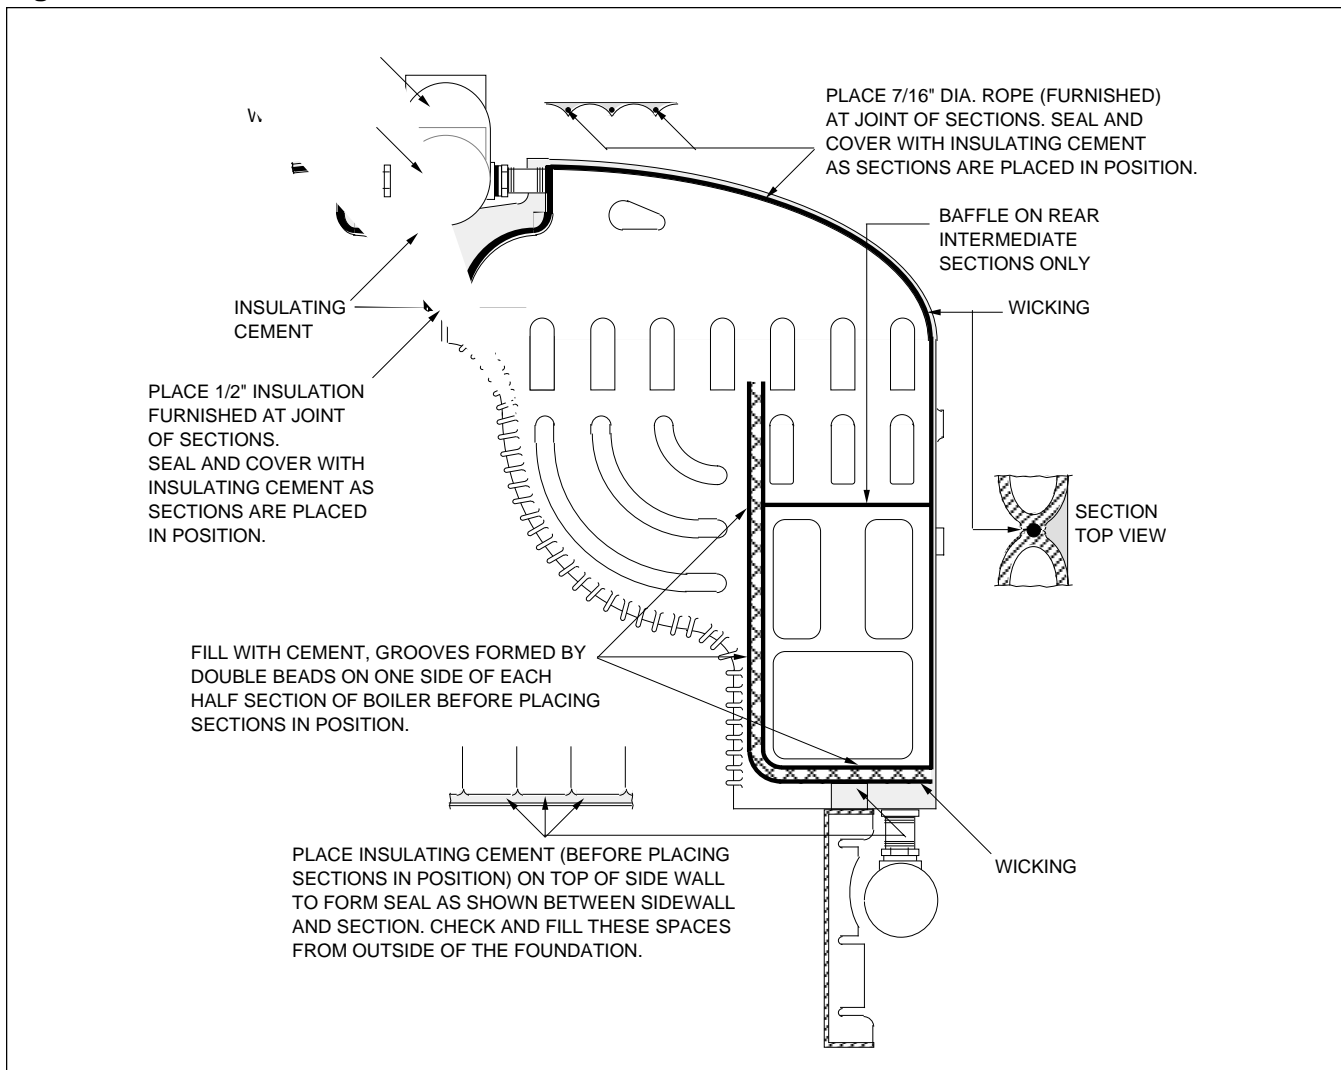 PLACE 7/16" DIA. ROPE (FURNISHED)
AT JOINT OF SECTIONS. SEAL AND
COVER WITH INSULATING CEMENT
AS SECTIONS ARE PLACED IN POSITION.
BAFFLE ON REAR
INTERMEDIATE
SECTIONS ONLY
INSULATING
CEMENT
WICKING
PLACE 1/2" INSULATION
FURNISHED AT JOINT
OF SECTIONS.
SEAL AND COVER WITH
INSULATING CEMENT AS
SECTIONS ARE PLACED
IN POSITION.
SECTION
TOP VIEW
FILL WITH CEMENT, GROOVES FORMED BY
DOUBLE BEADS ON ONE SIDE OF EACH
HALF SECTION OF BOILER BEFORE PLACING
SECTIONS IN POSITION.
PLACE INSULATING CEMENT (BEFORE PLACING
SECTIONS IN POSITION) ON TOP OF SIDE WALL
TO FORM SEAL AS SHOWN BETWEEN SIDEWALL
AND SECTION. CHECK AND FILL THESE SPACES
FROM OUTSIDE OF THE FOUNDATION.
WICKING